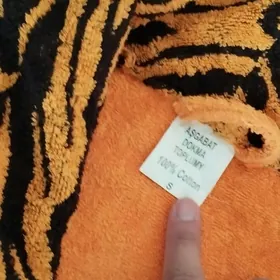 AŞGABAT
DOKMA
TOPLUMY
100% Cotton
S